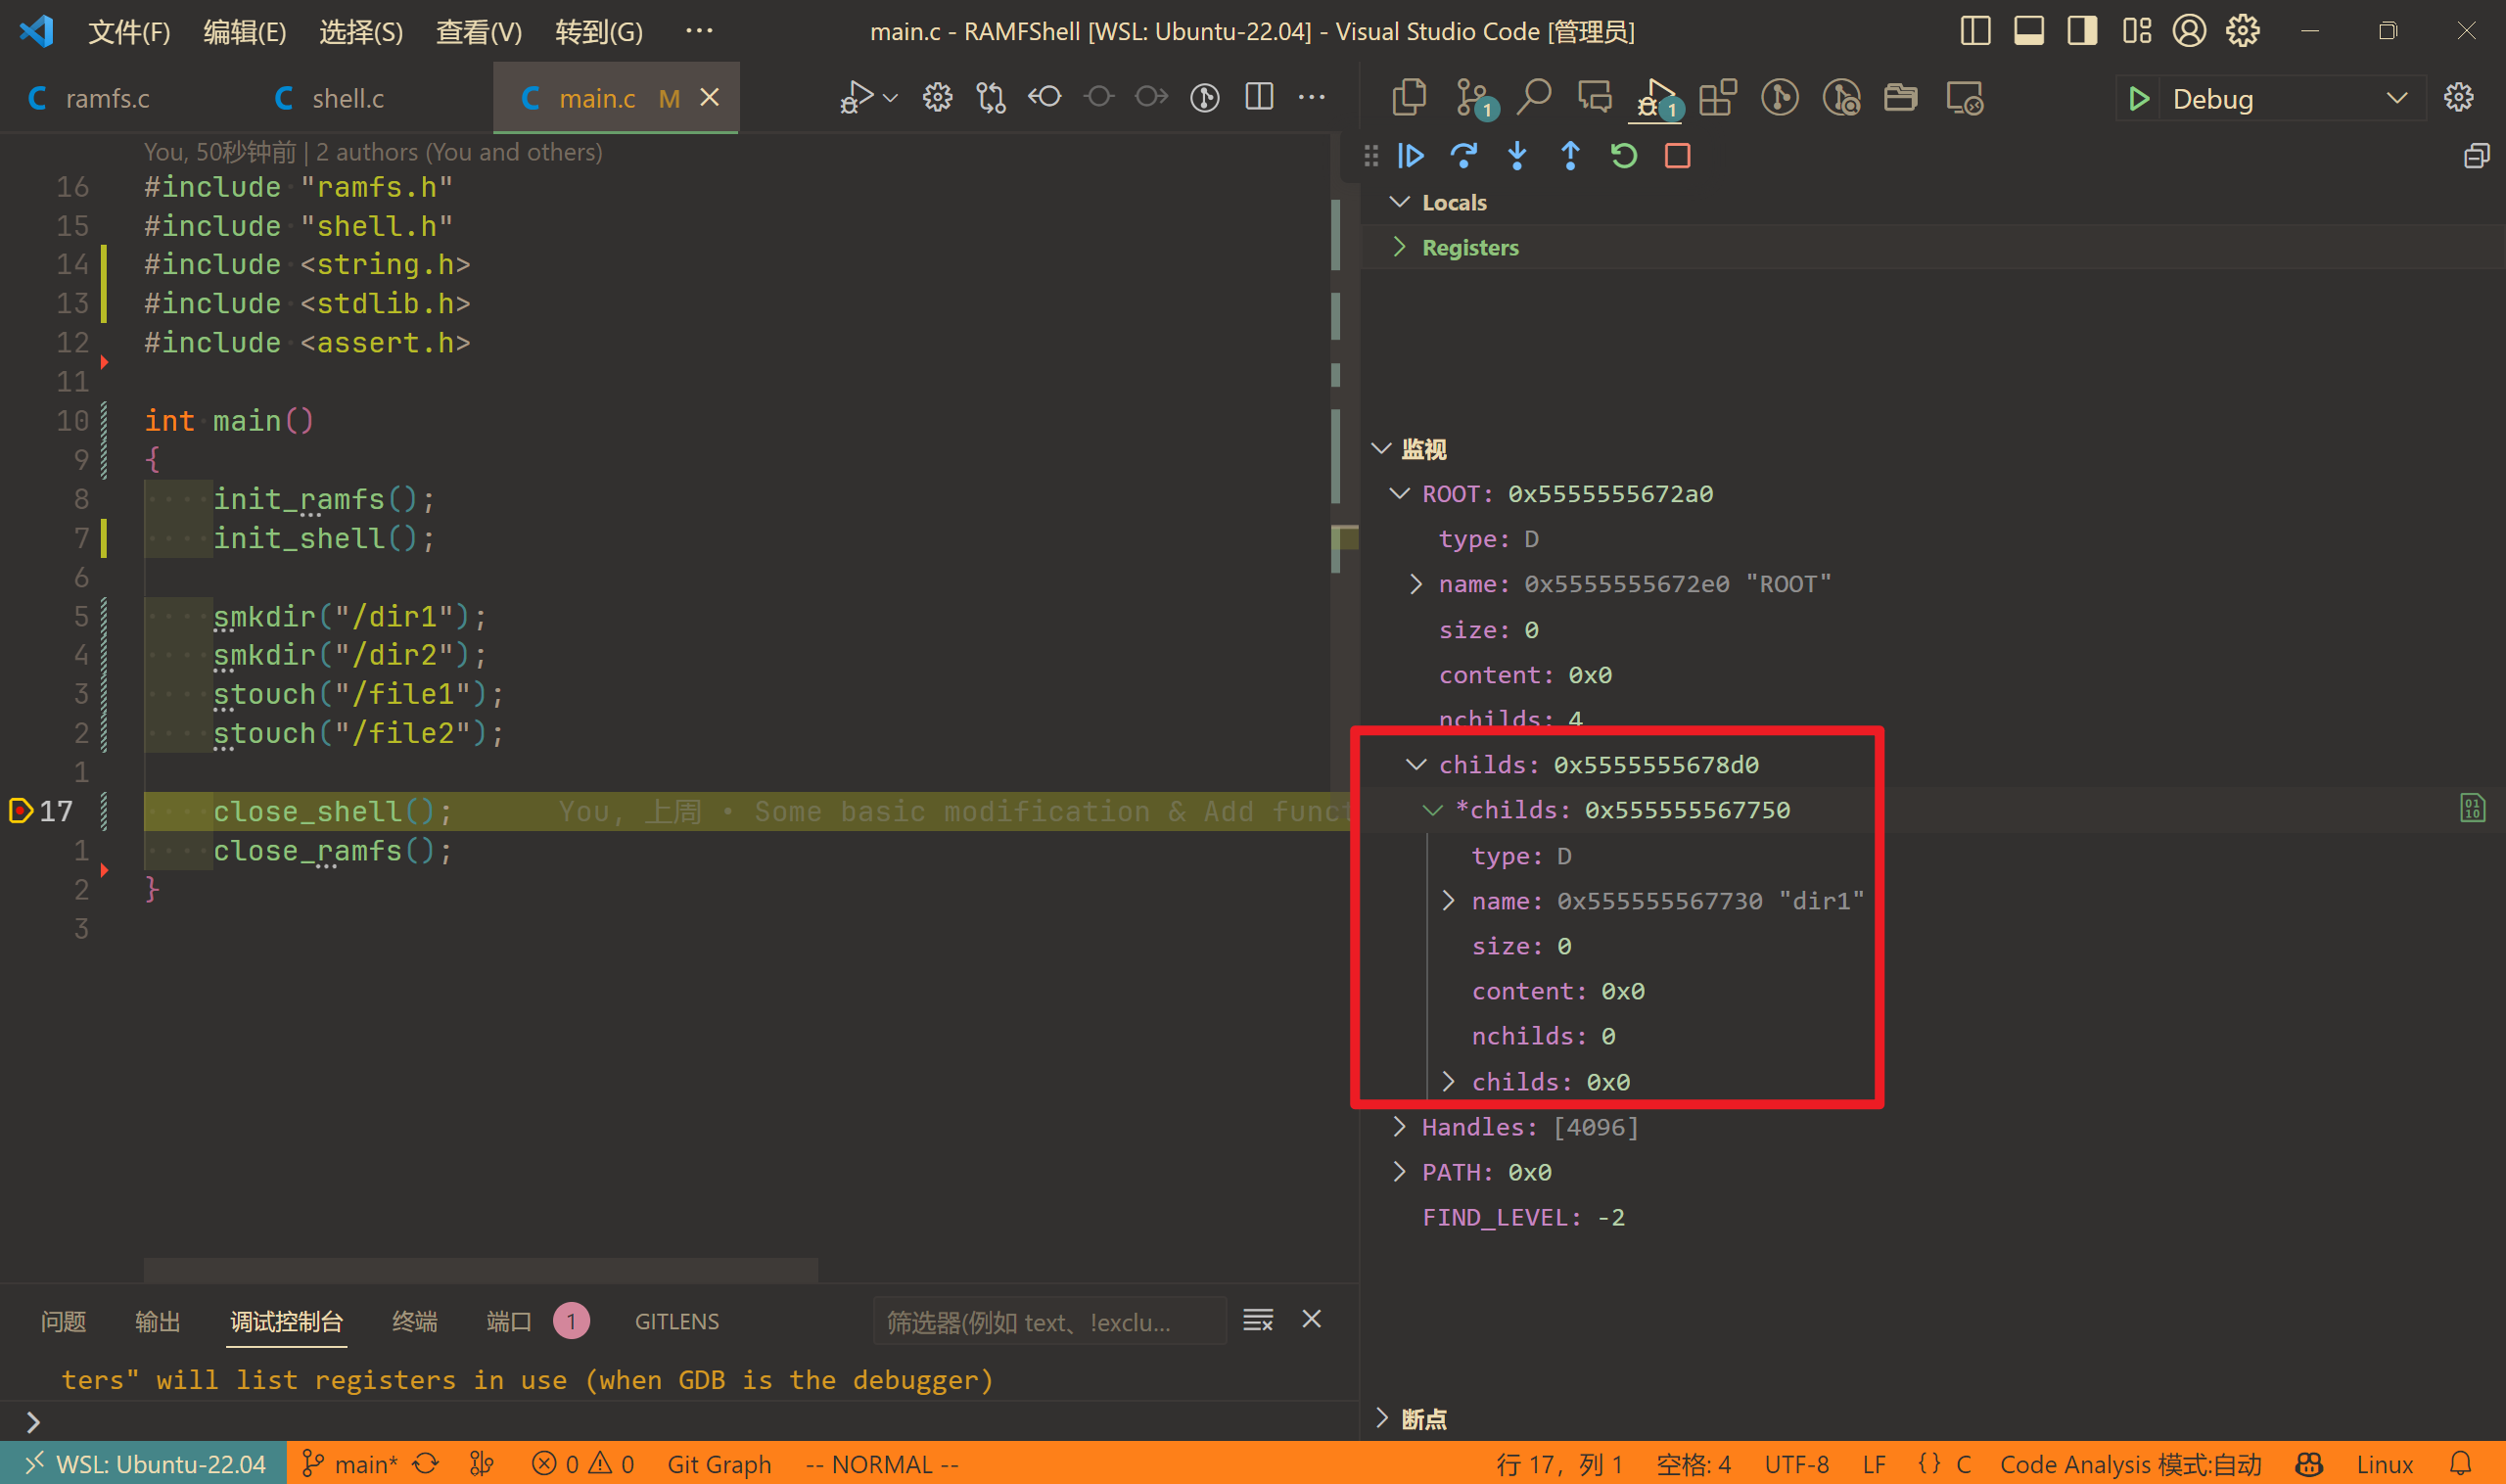 文件(F) 编辑(E) 选择(S) 查看(V) 转到(G) ··· main.c - RAMFShell [WSL: Ubuntu-22.04] - Visual Studio Code [管理员]
C ramfs.c C shell.c C main.c M
You, 50秒钟前 | 2 authors (You and others)
16 #include "ramfs.h"
15 #include "shell.h"
14 #include <string.h>
13 #include <stdlib.h>
12 #include <assert.h>
11
10 int main()
9 {
8 init_ramfs();
7 init_shell();
6
5 smkdir("/dir1");
4 smkdir("/dir2");
3 stouch("/file1");
2 stouch("/file2");
1
17 close_shell(); You, 上周 • Some basic modification & Add funct
1 close_ramfs();
2 }
3
问题 输出 调试控制台 终端 端口 1 GITLENS 筛选器(例如 text、!exclu...
ters" will list registers in use (when GDB is the debugger)
1 1 Debug
Locals
Registers
监视
ROOT: 0x5555555672a0
type: D
name: 0x5555555672e0 "ROOT"
size: 0
content: 0x0
nchilds: 4
childs: 0x5555555678d0
*childs: 0x555555567750
type: D
name: 0x555555567730 "dir1"
size: 0
content: 0x0
nchilds: 0
childs: 0x0
Handles: [4096]
PATH: 0x0
FIND_LEVEL: -2
断点
WSL: Ubuntu-22.04 main* 0 0 Git Graph -- NORMAL -- 行 17，列 1 空格: 4 UTF-8 LF {} C Code Analysis 模式:自动 Linux